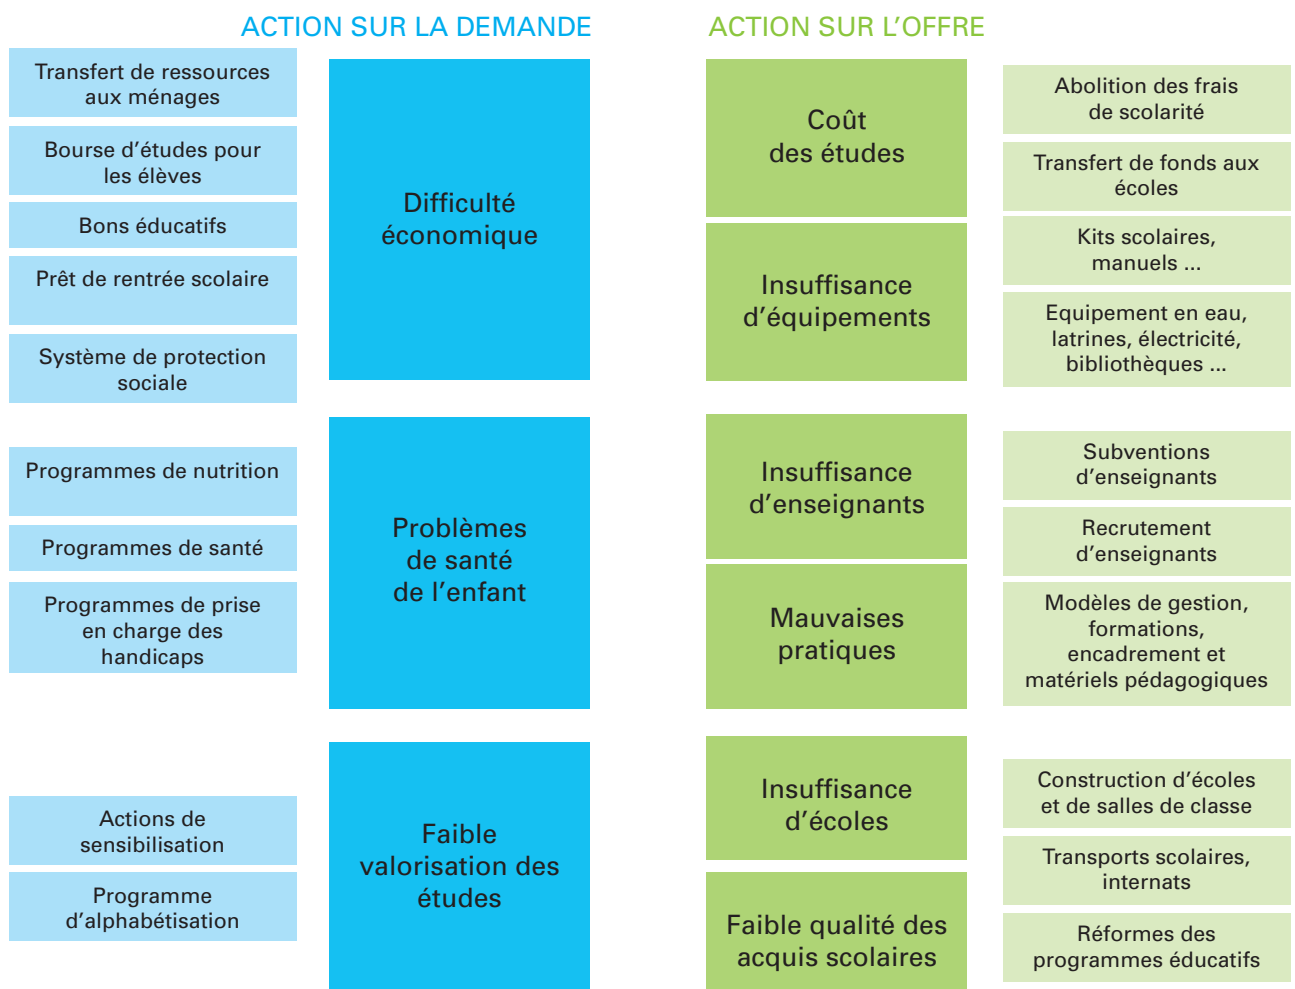 ACTION SUR LA DEMANDE
Transfert de ressources
aux ménages
Bourse d'études pour
les élèves
Bons éducatifs
Prêt de rentrée scolaire
Système de protection
sociale
Difficulté
économique
Programmes de nutrition
Programmes de santé
Programmes de prise
en charge des
handicaps
Problèmes
de santé
de l'enfant
Actions de
sensibilisation
Programme
d'alphabétisation
Faible
valorisation des
études
ACTION SUR L'OFFRE
Coût
des études
Insuffisance
d'équipements
Abolition des frais
de scolarité
Transfert de fonds aux
écoles
Kits scolaires,
manuels ...
Equipement en eau,
latrines, électricité,
bibliothèques ...
Insuffisance
d'enseignants
Mauvaises
pratiques
Subventions
d'enseignants
Recrutement
d'enseignants
Modèles de gestion,
formations,
encadrement et
matériels pédagogiques
Insuffisance
d'écoles
Faible qualité des
acquis scolaires
Construction d'écoles
et de salles de classe
Transports scolaires,
internats
Réformes des
programmes éducatifs